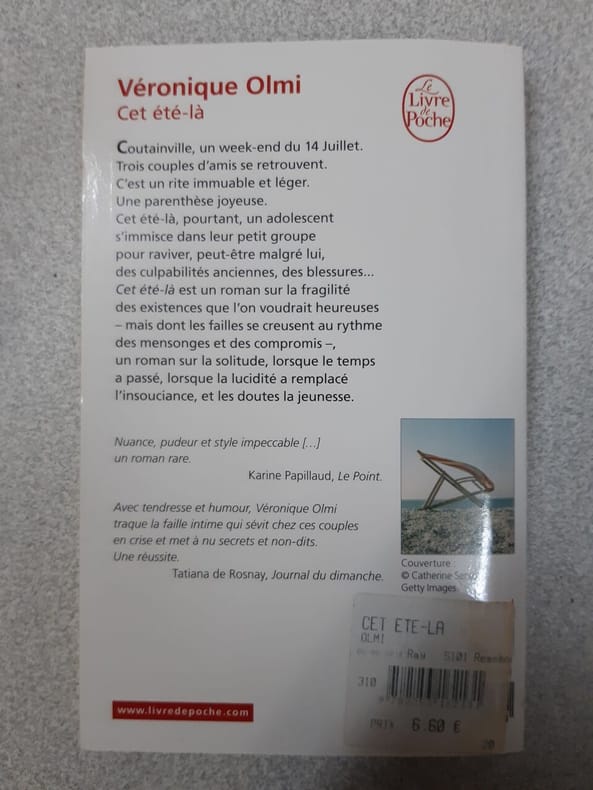 Véronique Olmi
Cet été-là
Le
Livre
de
Poche
Coutainville, un week-end du 14 Juillet.
Trois couples d'amis se retrouvent.
C'est un rite immuable et léger.
Une parenthèse joyeuse.
Cet été-là, pourtant, un adolescent
s'immisce dans leur petit groupe
pour raviver, peut-être malgré lui,
des culpabilités anciennes, des blessures...
Cet été-là est un roman sur la fragilité
des existences que l'on voudrait heureuses
– mais dont les failles se creusent au rythme
des mensonges et des compromis –,
un roman sur la solitude, lorsque le temps
a passé, lorsque la lucidité a remplacé
l'insouciance, et les doutes la jeunesse.
Nuance, pudeur et style impeccable [...]
un roman rare.
Karine Papillaud, Le Point.
Avec tendresse et humour, Véronique Olmi
traque la faille intime qui sévit chez ces couples
en crise et met à nu secrets et non-dits.
Une réussite.
Tatiana de Rosnay, Journal du dimanche.
Couverture :
© Catherine
Getty Images
CET ETE-LA
OLMI
Ray 5101
310
PRIX 6.60 €
20
www.livredepoche.com